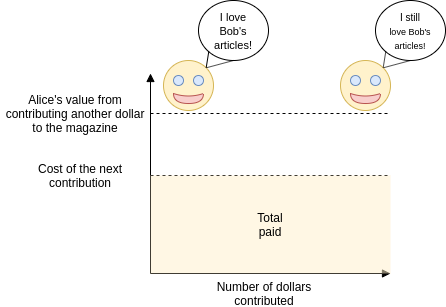 I love
Bob's
articles!
I still
love Bob's
articles!
Alice's value from
contributing another dollar
to the magazine
Cost of the next
contribution
Total
paid
Number of dollars
contributed